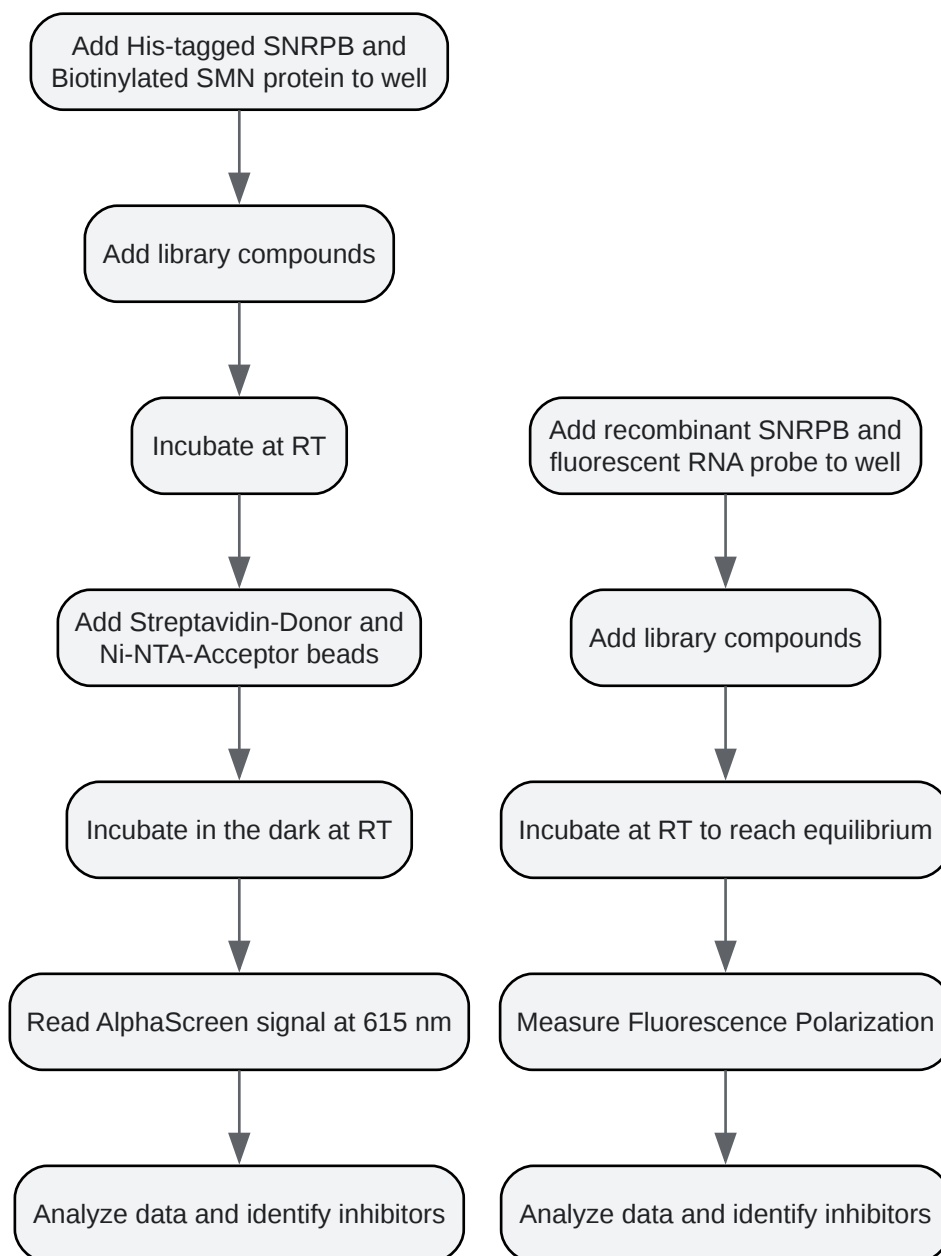 Add His-tagged SNRPB and
Biotinylated SMN protein to well
Add library compounds
Incubate at RT
Add Streptavidin-Donor and
Ni-NTA-Acceptor beads
Incubate in the dark at RT
Read AlphaScreen signal at 615 nm
Analyze data and identify inhibitors
Add recombinant SNRPB and
fluorescent RNA probe to well
Add library compounds
Incubate at RT to reach equilibrium
Measure Fluorescence Polarization
Analyze data and identify inhibitors